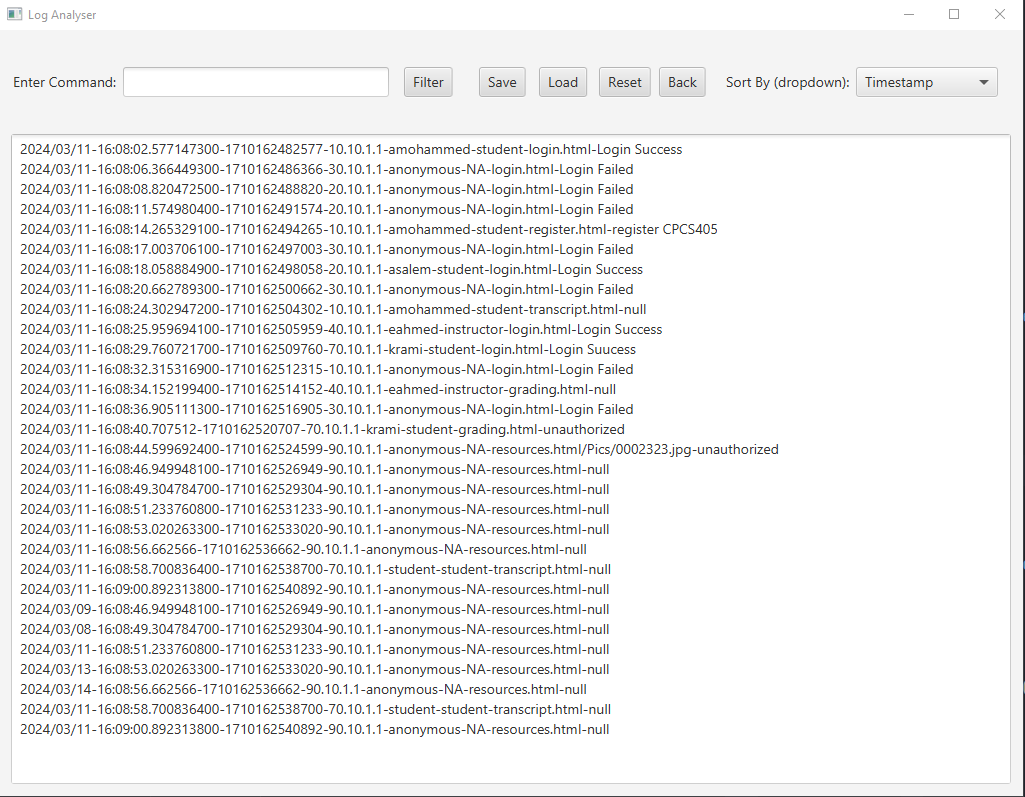 Log Analyser
Enter Command: Filter Save Load Reset Back Sort By (dropdown): Timestamp
2024/03/11-16:08:02.577147300-1710162482577-10.10.1.1-amohammed-student-login.html-Login Success
2024/03/11-16:08:06.366449300-1710162486366-30.10.1.1-anonymous-NA-login.html-Login Failed
2024/03/11-16:08:08.820472500-1710162488820-20.10.1.1-anonymous-NA-login.html-Login Failed
2024/03/11-16:08:11.574980400-1710162491574-20.10.1.1-anonymous-NA-login.html-Login Failed
2024/03/11-16:08:14.265329100-1710162494265-10.10.1.1-amohammed-student-register.html-register CPCS405
2024/03/11-16:08:17.003706100-1710162497003-30.10.1.1-anonymous-NA-login.html-Login Failed
2024/03/11-16:08:18.058884900-1710162498058-20.10.1.1-asalem-student-login.html-Login Success
2024/03/11-16:08:20.662789300-1710162500662-30.10.1.1-anonymous-NA-login.html-Login Failed
2024/03/11-16:08:24.302947200-1710162504302-10.10.1.1-amohammed-student-transcript.html-null
2024/03/11-16:08:25.959694100-1710162505959-40.10.1.1-eahmed-instructor-login.html-Login Success
2024/03/11-16:08:29.760721700-1710162509760-70.10.1.1-krami-student-login.html-Login Suucess
2024/03/11-16:08:32.315316900-1710162512315-10.10.1.1-anonymous-NA-login.html-Login Failed
2024/03/11-16:08:34.152199400-1710162514152-40.10.1.1-eahmed-instructor-grading.html-null
2024/03/11-16:08:36.905111300-1710162516905-30.10.1.1-anonymous-NA-login.html-Login Failed
2024/03/11-16:08:40.707512-1710162520707-70.10.1.1-krami-student-grading.html-unauthorized
2024/03/11-16:08:44.599692400-1710162524599-90.10.1.1-anonymous-NA-resources.html/Pics/0002323.jpg-unauthorized
2024/03/11-16:08:46.949948100-1710162526949-90.10.1.1-anonymous-NA-resources.html-null
2024/03/11-16:08:49.304784700-1710162529304-90.10.1.1-anonymous-NA-resources.html-null
2024/03/11-16:08:51.233760800-1710162531233-90.10.1.1-anonymous-NA-resources.html-null
2024/03/11-16:08:53.020263300-1710162533020-90.10.1.1-anonymous-NA-resources.html-null
2024/03/11-16:08:56.662566-1710162536662-90.10.1.1-anonymous-NA-resources.html-null
2024/03/11-16:08:58.700836400-1710162538700-70.10.1.1-student-student-transcript.html-null
2024/03/11-16:09:00.892313800-1710162540892-90.10.1.1-anonymous-NA-resources.html-null
2024/03/09-16:08:46.949948100-1710162526949-90.10.1.1-anonymous-NA-resources.html-null
2024/03/08-16:08:49.304784700-1710162529304-90.10.1.1-anonymous-NA-resources.html-null
2024/03/11-16:08:51.233760800-1710162531233-90.10.1.1-anonymous-NA-resources.html-null
2024/03/13-16:08:53.020263300-1710162533020-90.10.1.1-anonymous-NA-resources.html-null
2024/03/14-16:08:56.662566-1710162536662-90.10.1.1-anonymous-NA-resources.html-null
2024/03/11-16:08:58.700836400-1710162538700-70.10.1.1-student-student-transcript.html-null
2024/03/11-16:09:00.892313800-1710162540892-90.10.1.1-anonymous-NA-resources.html-null